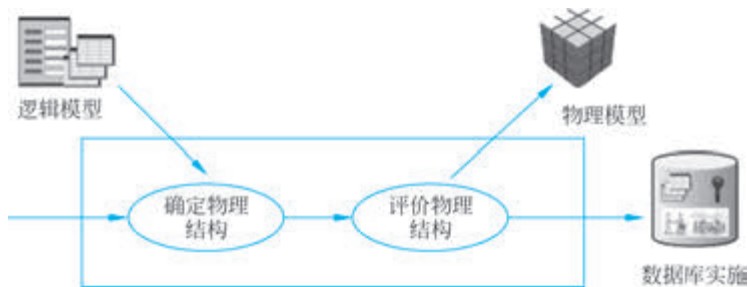 逻辑模型
物理模型
确定物理
结构
评价物理
结构
数据库实施